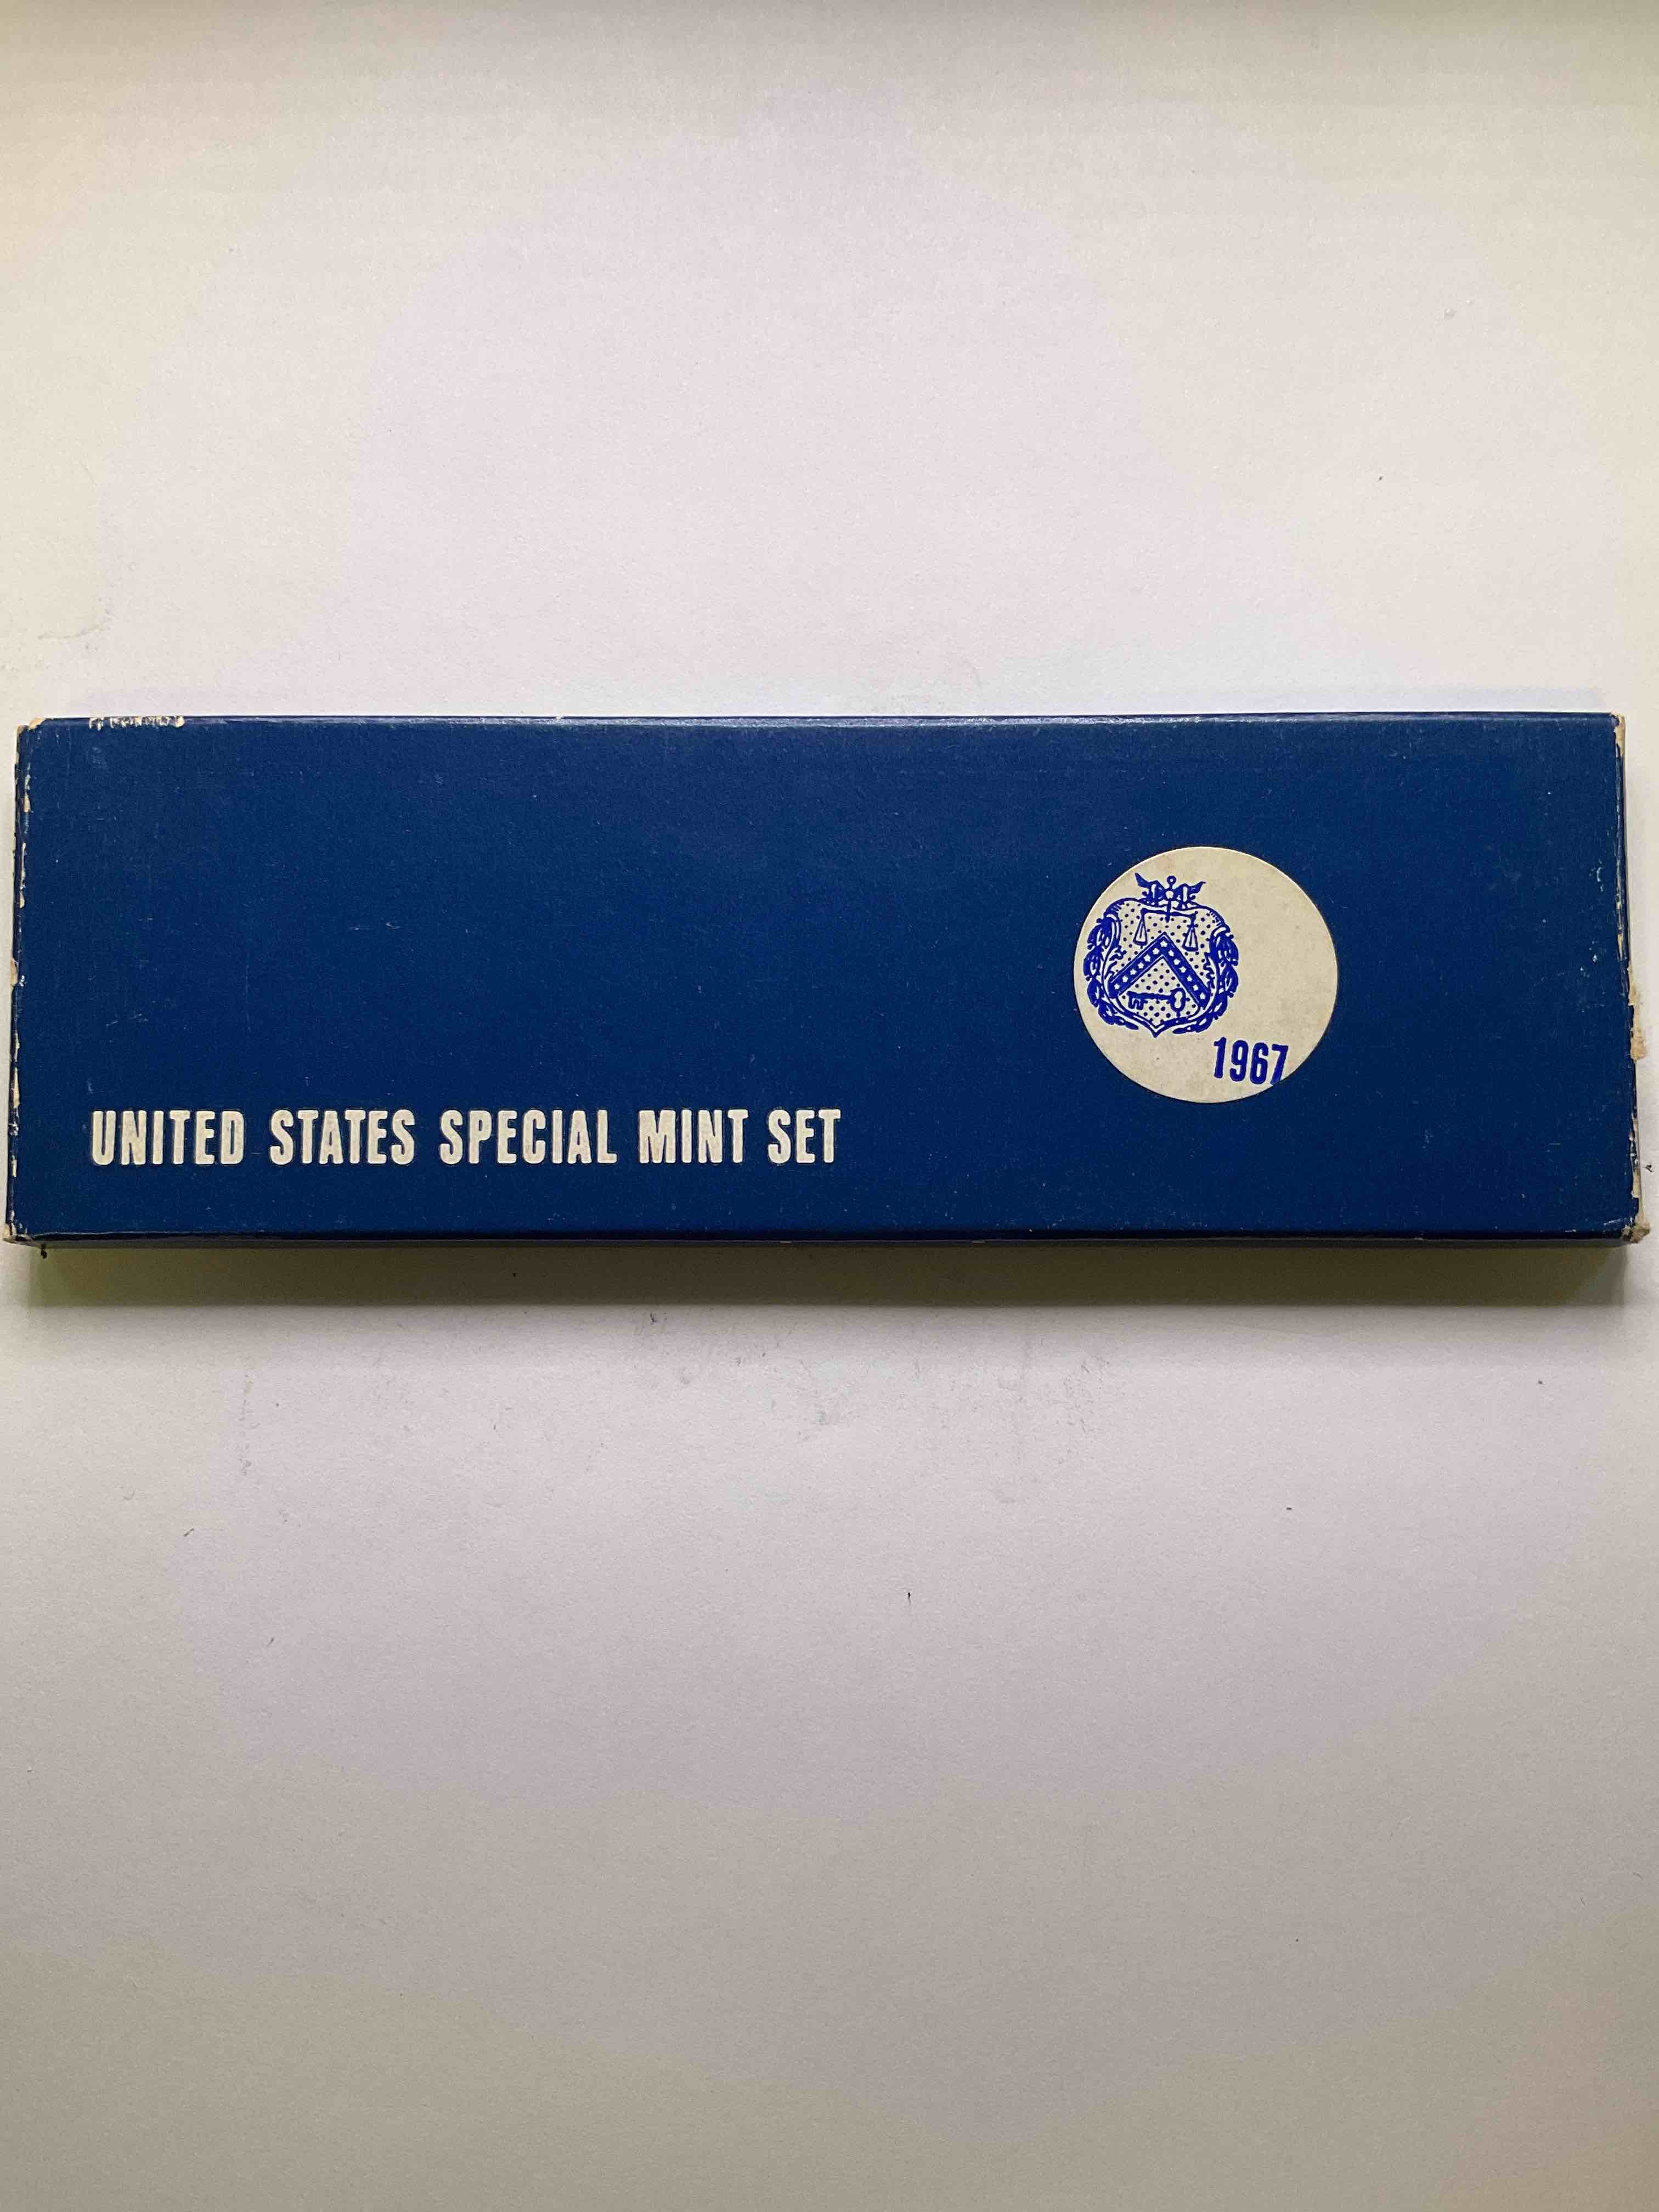 1967
UNITED STATES SPECIAL MINT SET